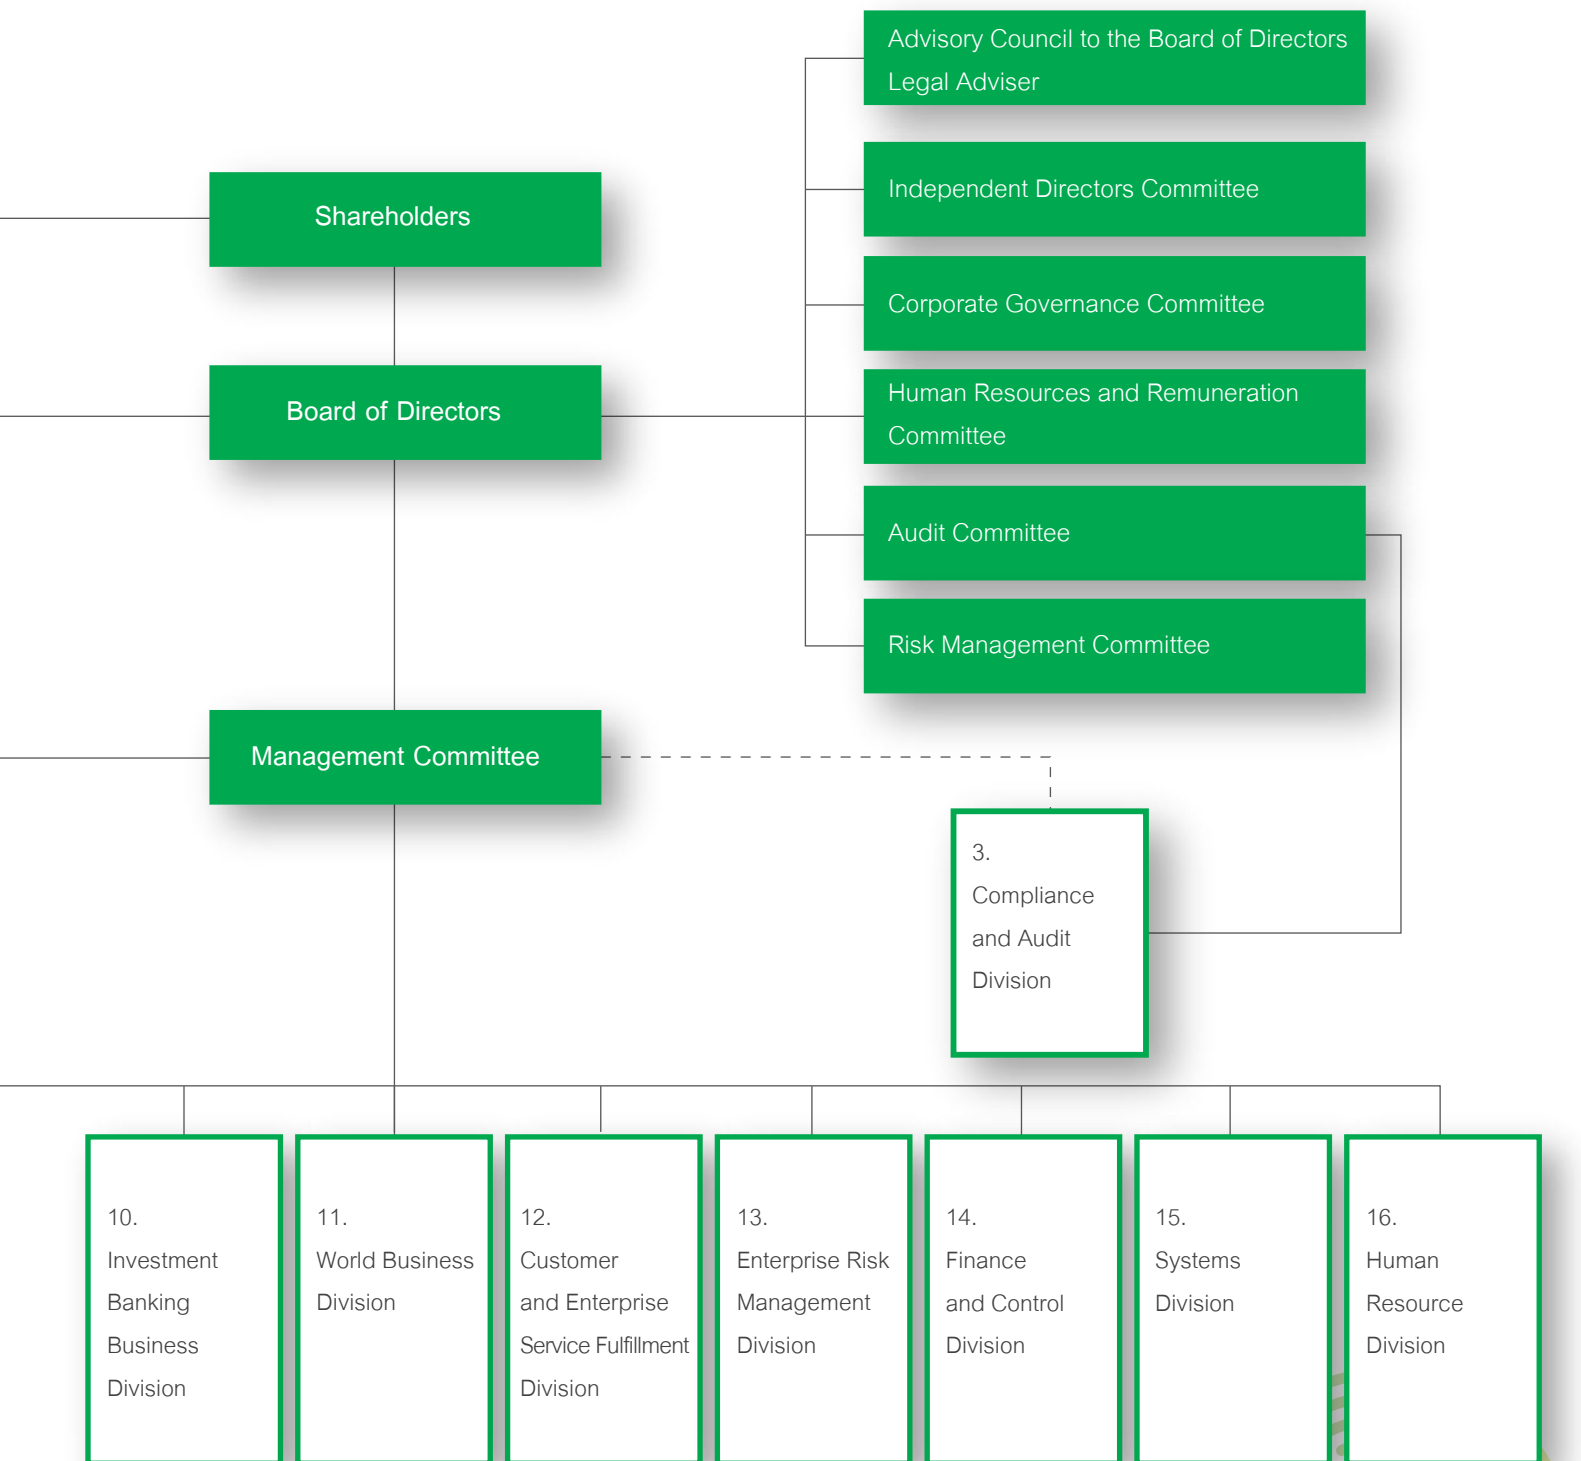 Advisory Council to the Board of Directors
Legal Adviser
Independent Directors Committee
Shareholders
Corporate Governance Committee
Human Resources and Remuneration
Committee
Board of Directors
Audit Committee
Risk Management Committee
Management Committee
3.
Compliance
and Audit
Division
10.
Investment
Banking
Business
Division
11.
World Business
Division
12.
Customer
and Enterprise
Service Fulfillment
Division
13.
Enterprise Risk
Management
Division
14.
Finance
and Control
Division
15.
Systems
Division
16.
Human
Resource
Division